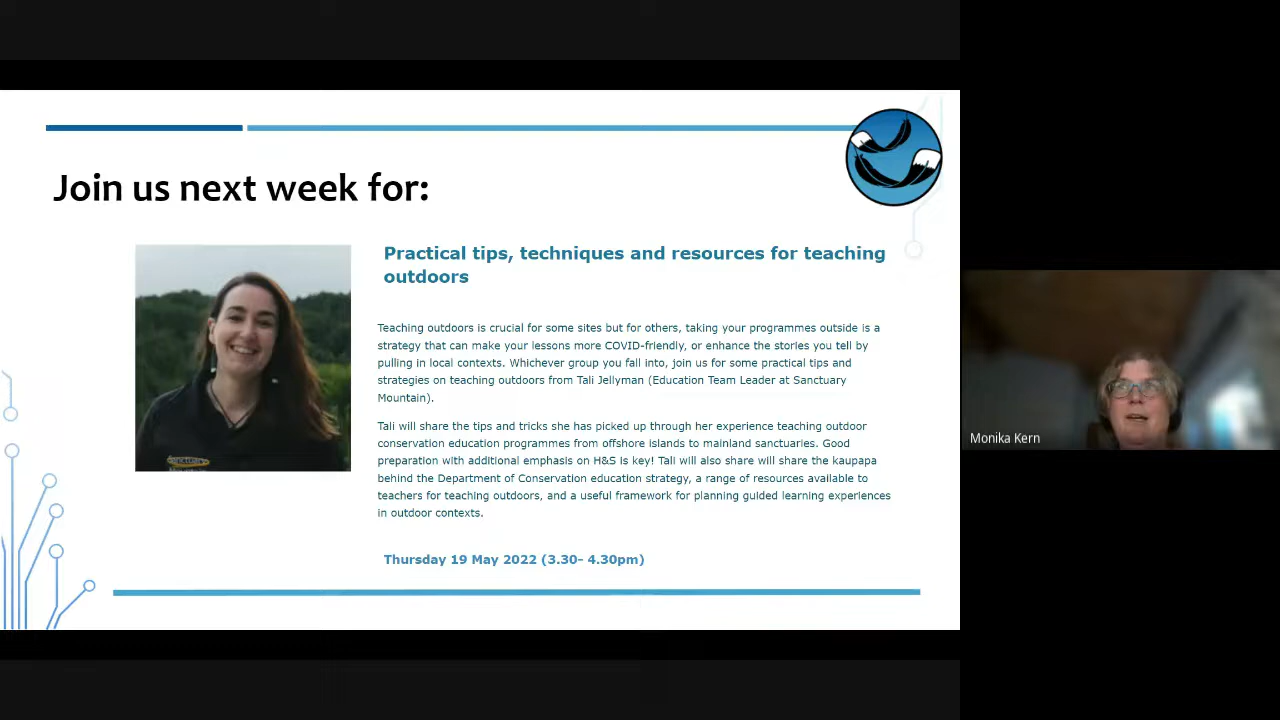 Join us next week for:
Practical tips, techniques and resources for teaching
outdoors
Teaching outdoors is crucial for some sites but for others, taking your programmes outside is a
strategy that can make your lessons more COVID-friendly, or enhance the stories you tell by
pulling in local contexts. Whichever group you fall into, join us for some practical tips and
strategies on teaching outdoors from Tali Jellyman (Education Team Leader at Sanctuary
Mountain).
Tali will share the tips and tricks she has picked up through her experience teaching outdoor
conservation education programmes from offshore islands to mainland sanctuaries. Good
preparation with additional emphasis on H&S is key! Tali will also share will share the kaupapa
behind the Department of Conservation education strategy, a range of resources available to
teachers for teaching outdoors, and a useful framework for planning guided learning experiences
in outdoor contexts.
Thursday 19 May 2022 (3.30- 4.30pm)
Sanctuary
Monika Kern